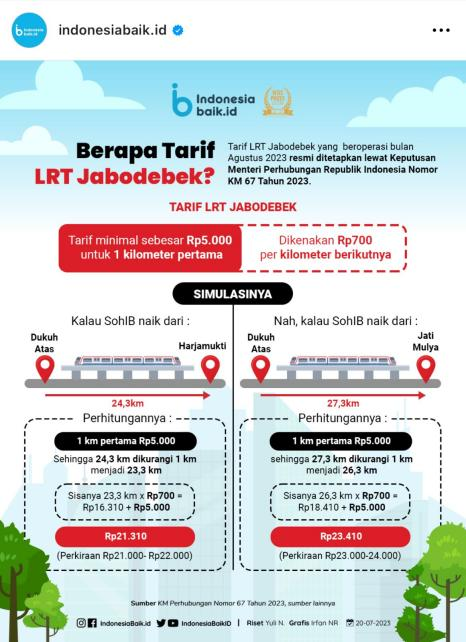 indonesiabaik.id
Indonesia
baik.id
Berapa Tarif
LRT Jabodebek?
Tarif LRT Jabodebek yang beroperasi bulan
Agustus 2023 resmi ditetapkan lewat Keputusan
Menteri Perhubungan Republik Indonesia Nomor
KM 67 Tahun 2023.
TARIF LRT JABODEBEK
Tarif minimal sebesar Rp5.000
untuk 1 kilometer pertama
Dikenakan Rp700
per kilometer berikutnya
SIMULASINYA
Kalau SohIB naik dari :
Dukuh
Atas
Harjamukti
24,3km
Perhitungannya :
1 km pertama Rp5.000
Sehingga 24,3 km dikurangi 1 km
menjadi 23,3 km
Sisanya 23,3 km x Rp700 =
Rp16.310 + Rp5.000
Rp21.310
(Perkiraan Rp21.000- Rp22.000)
Nah, kalau SohIB naik dari :
Dukuh
Atas
Jati
Mulya
27,3km
Perhitungannya :
1 km pertama Rp5.000
sehingga 27,3 km dikurangi 1 km
menjadi 26,3 km
Sisanya 26,3 km x Rp700 =
Rp18.410 + Rp5.000
Rp23.410
(Perkiraan Rp23.000-24.000)
Sumber KM Perhubungan Nomor 67 Tahun 2023, sumber lainnya
IndonesiaBaik.id IndonesiaBaikID | Riset Yuli N. Grafis Irfan NR 20-07-2023